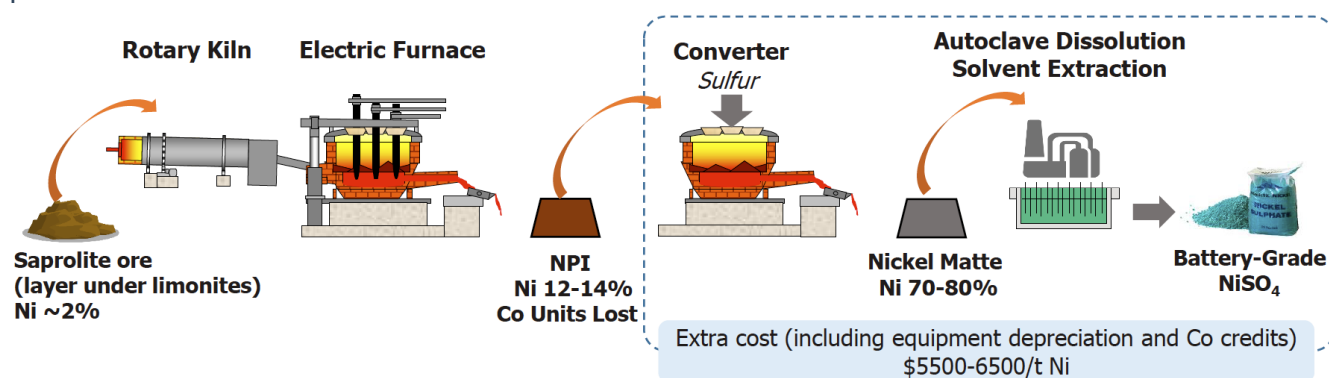 Rotary Kiln
Electric Furnace
Converter
Sulfur
Autoclave Dissolution
Solvent Extraction
Saprolite ore
(layer under limonites)
Ni ~2%
NPI
Ni 12-14%
Co Units Lost
Nickel Matte
Ni 70-80%
NICKEL
SULPHATE
Battery-Grade
NiSO₄
Extra cost (including equipment depreciation and Co credits)
$5500-6500/t Ni